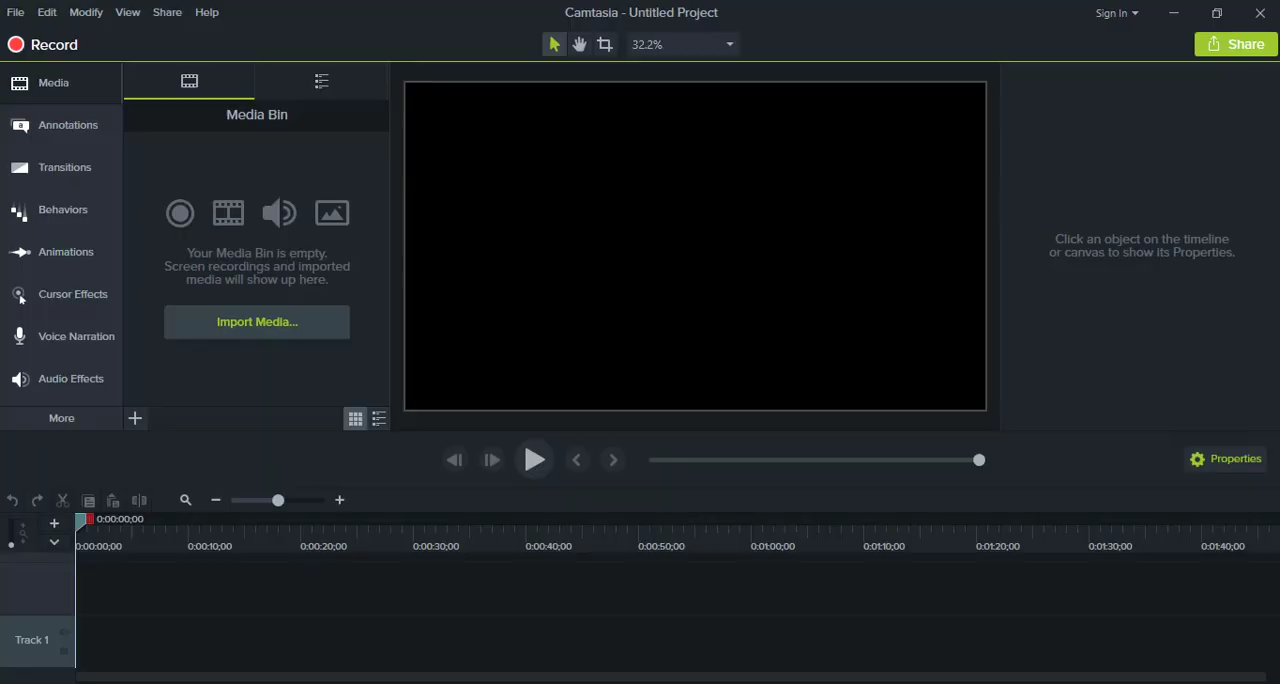 File Edit Modify View Share Help
Camtasia - Untitled Project
Sign In
Record
32.2%
Share
Media
Annotations
Transitions
Behaviors
Animations
Cursor Effects
Voice Narration
Audio Effects
More
Media Bin
Your Media Bin is empty.
Screen recordings and imported
media will show up here.
Import Media...
Click an object on the timeline
or canvas to show its Properties.
Properties
0:00:00;00
0:00:00;00 0:00:10;00 0:00:20;00 0:00:30;00 0:00:40;00 0:00:50;00 0:01:00;00 0:01:10;00 0:01:20;00 0:01:30;00 0:01:40;00
Track 1